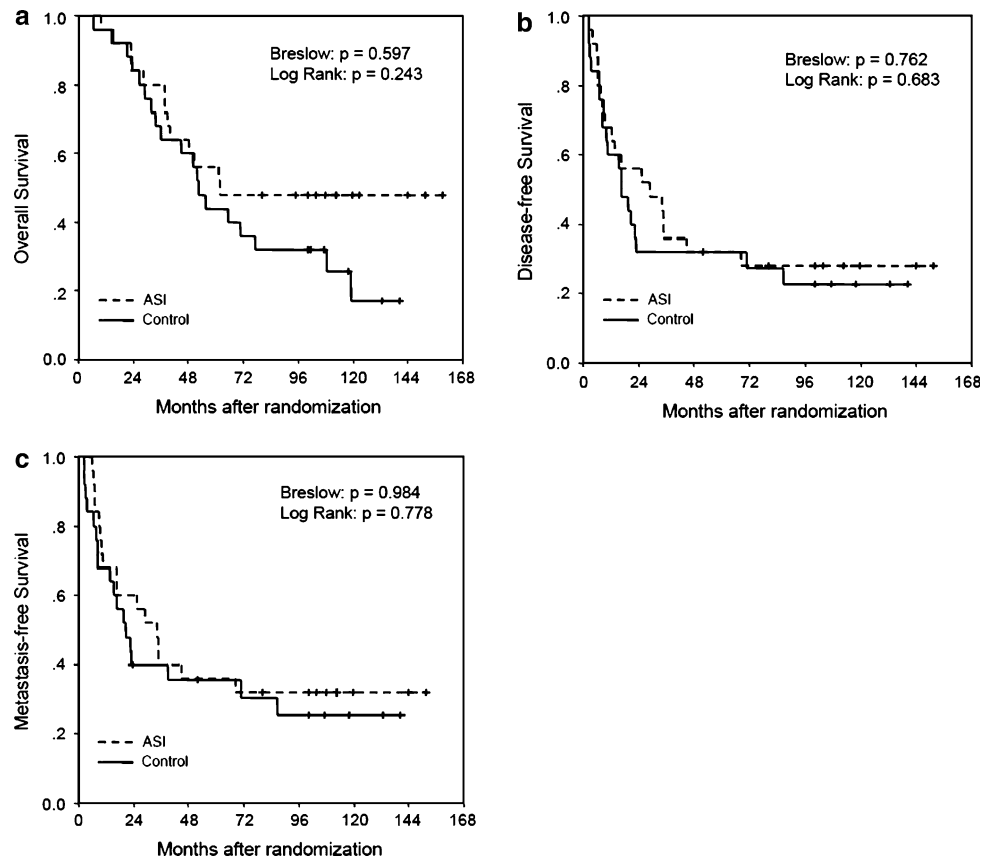 a
1.0
.8
.6
.4
.2
0.0
Overall Survival
Breslow: p = 0.597
Log Rank: p = 0.243
ASI
Control
0 24 48 72 96 120 144 168
Months after randomization
b
1.0
.8
.6
.4
.2
0.0
Disease-free Survival
Breslow: p = 0.762
Log Rank: p = 0.683
ASI
Control
0 24 48 72 96 120 144 168
Months after randomization
c
1.0
.8
.6
.4
.2
0.0
Metastasis-free Survival
Breslow: p = 0.984
Log Rank: p = 0.778
ASI
Control
0 24 48 72 96 120 144 168
Months after randomization